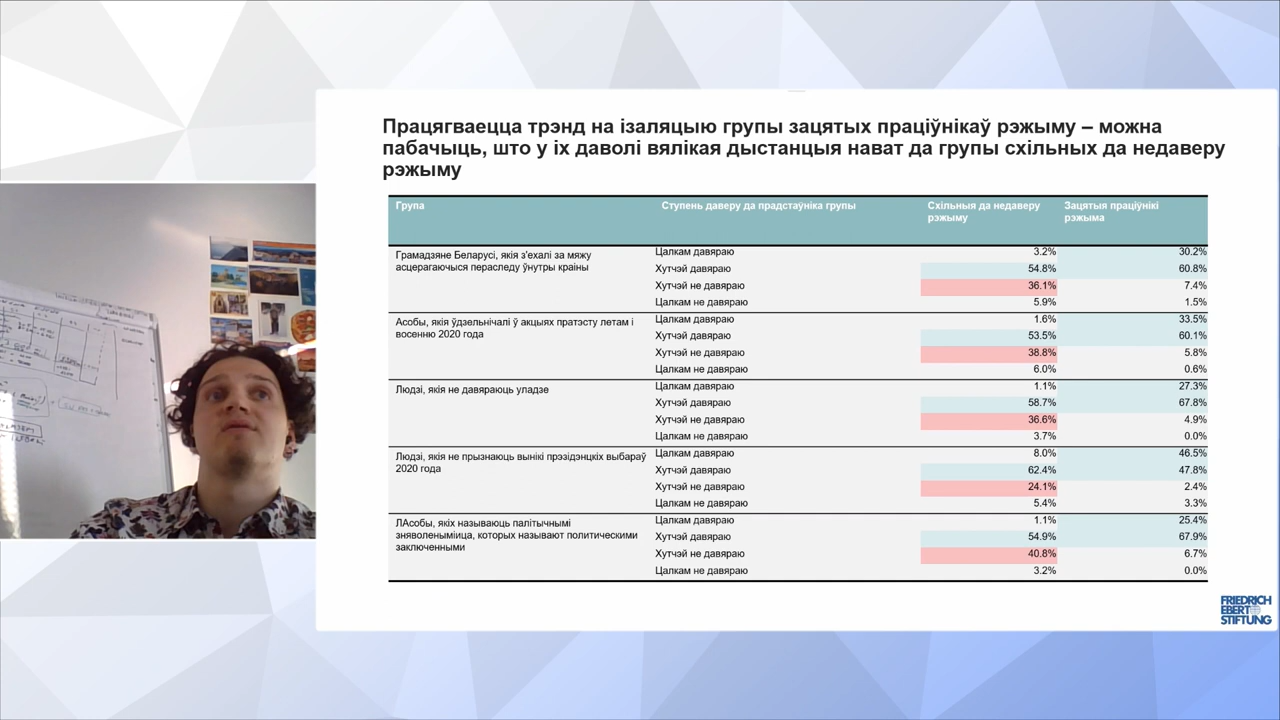 Працягваецца трэнд на ізаляцыю групы зацятых праціўнікаў рэжыму – можна
пабачыць, што у іх даволі вялікая дыстанцыя нават да групы схільных да недаверу
рэжыму
Група Ступень даверу да прадстаўніка групы Схільныя да недаверу Зацятыя праціўнікі
рэжыму рэжыма
Грамадзяне Беларусі, якія з'ехалі за мяжу Цалкам давяраю 3.2% 30.2%
асцерагаючыся пераследу ўнутры краіны Хутчэй давяраю 54.8% 60.8%
Хутчэй не давяраю 36.1% 7.4%
Цалкам не давяраю 5.9% 1.5%
Асобы, якія ўдзельнічалі ў акцыях пратэсту летам і Цалкам давяраю 1.6% 33.5%
восенню 2020 года Хутчэй давяраю 53.5% 60.1%
Хутчэй не давяраю 38.8% 5.8%
Цалкам не давяраю 6.0% 0.6%
Людзі, якія не давяраюць уладзе Цалкам давяраю 1.1% 27.3%
Хутчэй давяраю 58.7% 67.8%
Хутчэй не давяраю 36.6% 4.9%
Цалкам не давяраю 3.7% 0.0%
Людзі, якія не прызнаюць вынікі прэзідэнцкіх выбараў Цалкам давяраю 8.0% 46.5%
2020 года Хутчэй давяраю 62.4% 47.8%
Хутчэй не давяраю 24.1% 2.4%
Цалкам не давяраю 5.4% 3.3%
ЛАсобы, якіх называюць палітычнымі Цалкам давяраю 1.1% 25.4%
зняволеныміица, которых называют политическими Хутчэй давяраю 54.9% 67.9%
заключенными Хутчэй не давяраю 40.8% 6.7%
Цалкам не давяраю 3.2% 0.0%
FRIEDRICH
EBERT
STIFTUNG